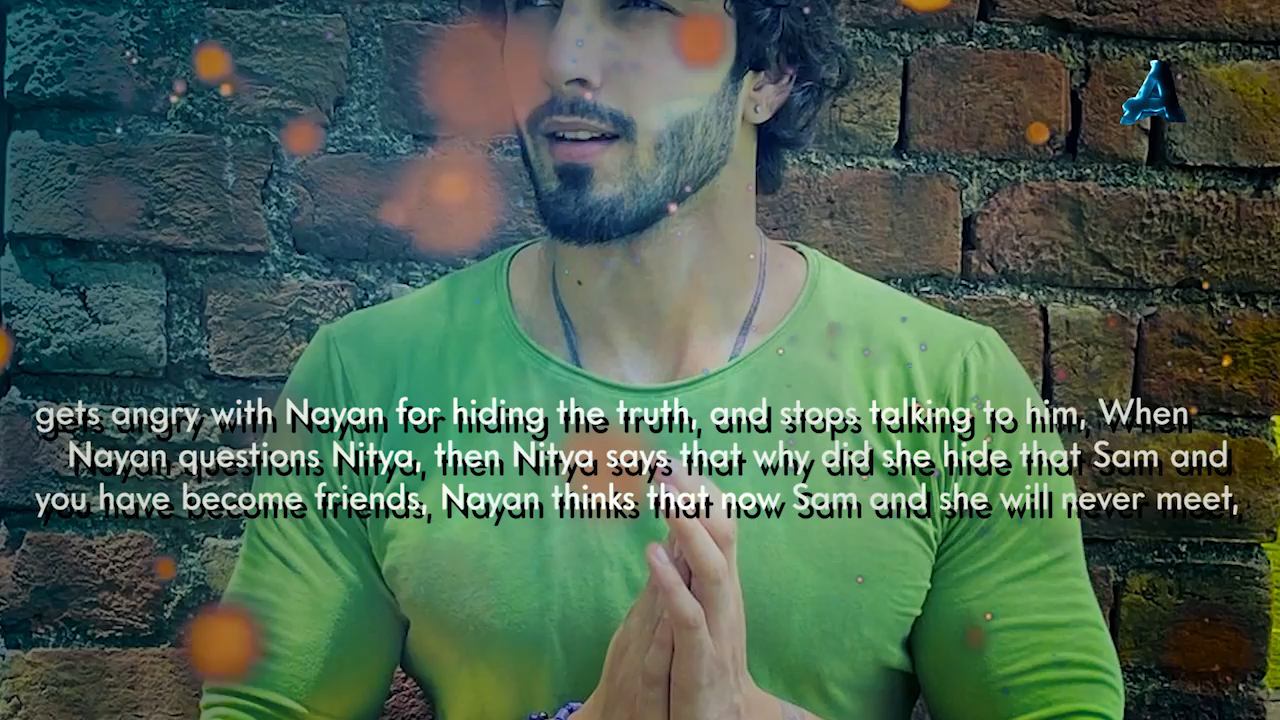 A
gets angry with Nayan for hiding the truth, and stops talking to him, When
Nayan questions Nitya, then Nitya says that why did she hide that Sam and
you have become friends, Nayan thinks that now Sam and she will never meet,